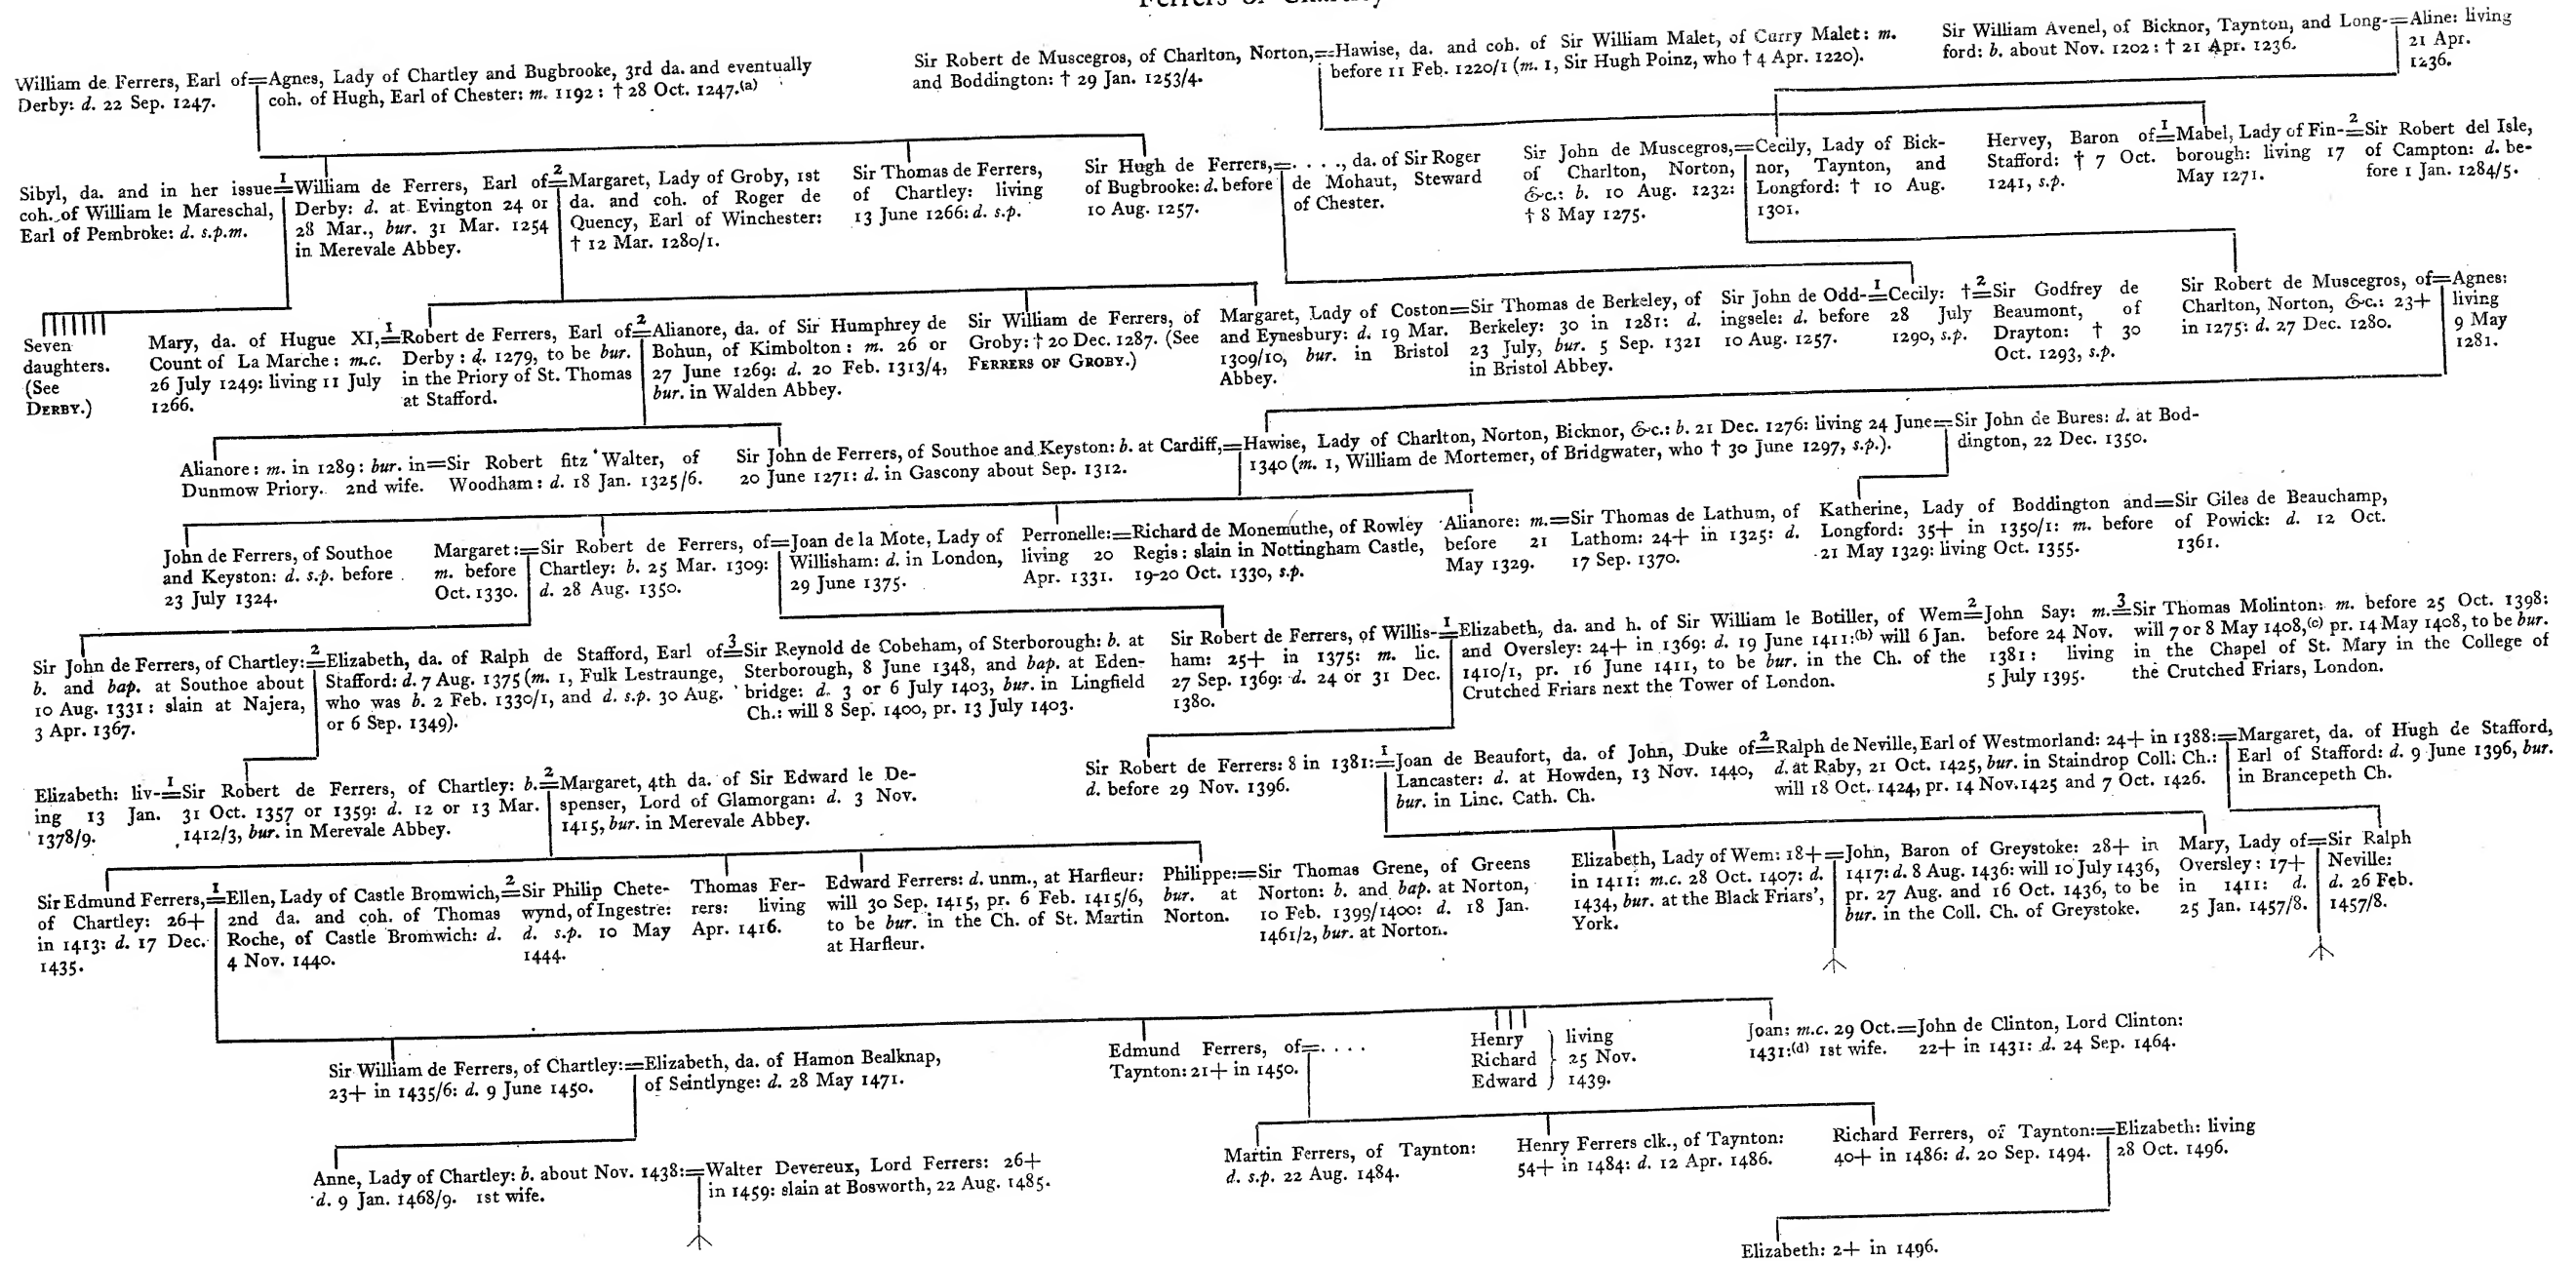 Ferrers of Chartley
William de Ferrers, Earl of=Agnes, Lady of Chartley and Bugbrooke, 3rd da. and eventually
Derby: d. 22 Sep. 1247.
coh. of Hugh, Earl of Chester: m. 1192 : † 28 Oct. 1247.(a)
Sir Robert de Muscegros, of Charlton, Norton,=Hawise, da. and coh. of Sir William Malet, of Curry Malet: m.
and Boddington: † 29 Jan. 1253/4.
before 11 Feb. 1220/1 (m. 1, Sir Hugh Poinz, who † 4 Apr. 1220).
Sir William Avenel, of Bicknor, Taynton, and Long-=Aline: living
ford: b. about Nov. 1202 : † 21 Apr. 1236.
21 Apr.
1236.
Sibyl, da. and in her issue
coh. of William le Mareschal,
Earl of Pembroke: d. s.p.m.
1
=William de Ferrers, Earl of
Derby: d. at Evington 24 or
28 Mar., bur. 31 Mar. 1254
in Merevale Abbey.
2
=Margaret, Lady of Groby, 1st
da. and coh. of Roger de
Quency, Earl of Winchester:
† 12 Mar. 1280/1.
Sir Thomas de Ferrers,
of Chartley: living
13 June 1266: d. s.p.
Sir Hugh de Ferrers,
of Bugbrooke: d. before
10 Aug. 1257.
=. . . ., da. of Sir Roger
de Mohaut, Steward
of Chester.
Sir John de Muscegros,
of Charlton, Norton,
&c.: b. 10 Aug. 1232:
† 8 May 1275.
=Cecily, Lady of Bick-
nor, Taynton, and
Longford: † 10 Aug.
1301.
Hervey, Baron of
Stafford: † 7 Oct.
1241, s.p.
1
=Mabel, Lady of Fin-
borough: living 17
May 1271.
2
=Sir Robert del Isle,
of Campton: d. be-
fore 1 Jan. 1284/5.
Seven
daughters.
(See
DERBY.)
Mary, da. of Hugue XI,
Count of La Marche: m.c.
26 July 1249: living 11 July
1266.
1
=Robert de Ferrers, Earl of
Derby : d. 1279, to be bur.
in the Priory of St. Thomas
at Stafford.
2
=Alianore, da. of Sir Humphrey de
Bohun, of Kimbolton : m. 26 or
27 June 1269: d. 20 Feb. 1313/4,
bur. in Walden Abbey.
Sir William de Ferrers, of
Groby: † 20 Dec. 1287. (See
FERRERS OF GROBY.)
Margaret, Lady of Coston
and Eynesbury: d. 19 Mar.
1309/10, bur. in Bristol
Abbey.
=Sir Thomas de Berkeley, of
Berkeley: 30 in 1281: d.
23 July, bur. 5 Sep. 1321
in Bristol Abbey.
Sir John de Odd-
ingsele: d. before
10 Aug. 1257.
1
=Cecily: †
28 July
1290, s.p.
2
=Sir Godfrey de
Beaumont, of
Drayton: † 30
Oct. 1293, s.p.
Sir Robert de Muscegros, of
Charlton, Norton, &c.: 23+
in 1275: d. 27 Dec. 1280.
=Agnes:
living
9 May
1281.
Alianore: m. in 1289: bur. in
Dunmow Priory. 2nd wife.
=Sir Robert fitz Walter, of
Woodham: d. 18 Jan. 1325/6.
Sir John de Ferrers, of Southoe and Keyston: b. at Cardiff,
20 June 1271: d. in Gascony about Sep. 1312.
=Hawise, Lady of Charlton, Norton, Bicknor, &c.: b. 21 Dec. 1276: living 24 June
1340 (m. 1, William de Mortemer, of Bridgwater, who † 30 June 1297, s.p.).
=Sir John de Bures: d. at Bod-
dington, 22 Dec. 1350.
John de Ferrers, of Southoe
and Keyston: d. s.p. before
23 July 1324.
Margaret:
m. before
Oct. 1330.
=Sir Robert de Ferrers, of
Chartley: b. 25 Mar. 1309:
d. 28 Aug. 1350.
=Joan de la Mote, Lady of
Willisham: d. in London,
29 June 1375.
Perronelle:
living 20
Apr. 1331.
=Richard de Monemuthe, of Rowley
Regis: slain in Nottingham Castle,
19-20 Oct. 1330, s.p.
Alianore: m.
before 21
May 1329.
=Sir Thomas de Lathum, of
Lathom: 24+ in 1325: d.
17 Sep. 1370.
Katherine, Lady of Boddington and
Longford: 35+ in 1350/1: m. before
21 May 1329: living Oct. 1355.
=Sir Giles de Beauchamp,
of Powick: d. 12 Oct.
1361.
Sir John de Ferrers, of Chartley:
b. and bap. at Southoe about
10 Aug. 1331: slain at Najera,
3 Apr. 1367.
2
=Elizabeth, da. of Ralph de Stafford, Earl of
Stafford: d. 7 Aug. 1375 (m. 1, Fulk Lestraunge,
who was b. 2 Feb. 1330/1, and d. s.p. 30 Aug.
or 6 Sep. 1349).
3
=Sir Reynold de Cobeham, of Sterborough: b. at
Sterborough, 8 June 1348, and bap. at Eden-
bridge: d. 3 or 6 July 1403, bur. in Lingfield
Ch.: will 8 Sep. 1400, pr. 13 July 1403.
Sir Robert de Ferrers, of Willis-
ham: 25+ in 1375: m. lic.
27 Sep. 1369: d. 24 or 31 Dec.
1380.
1
=Elizabeth, da. and h. of Sir William le Botiller, of Wem
and Oversley: 24+ in 1369: d. 19 June 1411:(b) will 6 Jan.
1410/1, pr. 16 June 1411, to be bur. in the Ch. of the
Crutched Friars next the Tower of London.
2
=John Say: m.
before 24 Nov.
1381: living
5 July 1395.
3
=Sir Thomas Molinton: m. before 25 Oct. 1398:
will 7 or 8 May 1408,(c) pr. 14 May 1408, to be bur.
in the Chapel of St. Mary in the College of
the Crutched Friars, London.
Elizabeth: liv-
ing 13 Jan.
1378/9.
1
=Sir Robert de Ferrers, of Chartley: b.
31 Oct. 1357 or 1359: d. 12 or 13 Mar.
1412/3, bur. in Merevale Abbey.
2
=Margaret, 4th da. of Sir Edward le De-
spenser, Lord of Glamorgan: d. 3 Nov.
1415, bur. in Merevale Abbey.
Sir Robert de Ferrers: 8 in 1381:
d. before 29 Nov. 1396.
1
=Joan de Beaufort, da. of John, Duke of
Lancaster: d. at Howden, 13 Nov. 1440,
bur. in Linc. Cath. Ch.
2
=Ralph de Neville, Earl of Westmorland: 24+ in 1388:
d. at Raby, 21 Oct. 1425, bur. in Staindrop Coll. Ch.:
will 18 Oct. 1424, pr. 14 Nov. 1425 and 7 Oct. 1426.
=Margaret, da. of Hugh de Stafford,
Earl of Stafford: d. 9 June 1396, bur.
in Brancepeth Ch.
Sir Edmund Ferrers,
of Chartley: 26+
in 1413: d. 17 Dec.
1435.
1
=Ellen, Lady of Castle Bromwich,
2nd da. and coh. of Thomas
Roche, of Castle Bromwich: d.
4 Nov. 1440.
2
=Sir Philip Chete-
wynd, of Ingestre:
d. s.p. 10 May
1444.
Thomas Fer-
rers: living
Apr. 1416.
Edward Ferrers: d. unm., at Harfleur:
will 30 Sep. 1415, pr. 6 Feb. 1415/6,
to be bur. in the Ch. of St. Martin
at Harfleur.
Philippe:
bur. at
Norton.
=Sir Thomas Grene, of Greens
Norton: b. and bap. at Norton,
10 Feb. 1399/1400: d. 18 Jan.
1461/2, bur. at Norton.
Elizabeth, Lady of Wem: 18+
in 1411: m.c. 28 Oct. 1407: d.
1434, bur. at the Black Friars',
York.
=John, Baron of Greystoke: 28+ in
1417: d. 8 Aug. 1436: will 10 July 1436,
pr. 27 Aug. and 16 Oct. 1436, to be
bur. in the Coll. Ch. of Greystoke.
Mary, Lady of
Oversley: 17+
in 1411: d.
25 Jan. 1457/8.
=Sir Ralph
Neville:
d. 26 Feb.
1457/8.
Sir William de Ferrers, of Chartley:
23+ in 1435/6: d. 9 June 1450.
=Elizabeth, da. of Hamon Bealknap,
of Seintlynge: d. 28 May 1471.
Edmund Ferrers, of=. . . .
Taynton: 21+ in 1450.
Henry
Richard
Edward
living
25 Nov.
1439.
Joan: m.c. 29 Oct.
1431:(d) 1st wife.
=John de Clinton, Lord Clinton:
22+ in 1431: d. 24 Sep. 1464.
Anne, Lady of Chartley: b. about Nov. 1438:
d. 9 Jan. 1468/9. 1st wife.
=Walter Devereux, Lord Ferrers: 26+
in 1459: slain at Bosworth, 22 Aug. 1485.
Martin Ferrers, of Taynton:
d. s.p. 22 Aug. 1484.
Henry Ferrers clk., of Taynton:
54+ in 1484: d. 12 Apr. 1486.
Richard Ferrers, of Taynton:
40+ in 1486: d. 20 Sep. 1494.
=Elizabeth: living
28 Oct. 1496.
Elizabeth: 2+ in 1496.